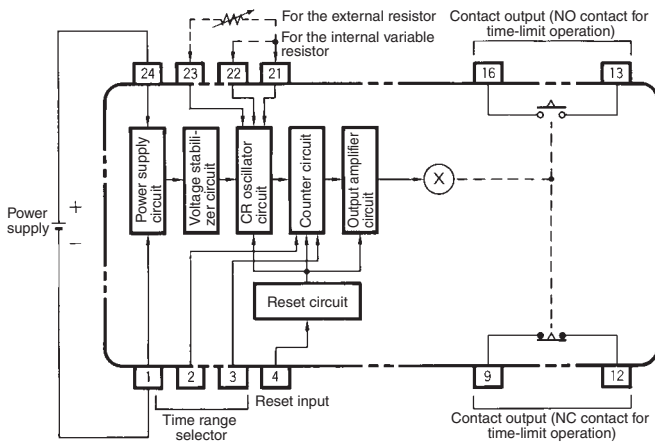 For the external resistor
For the internal variable
resistor
Contact output (NO contact for
time-limit operation)
24
23
22
21
16
13
Power supply
circuit
Voltage stabili-
zer circuit
CR oscillator
circuit
Counter circuit
Output amplifier
circuit
X
Power
supply
+
−
Reset circuit
1
2
3
4
9
12
Time range
selector
Reset input
Contact output (NC contact for
time-limit operation)